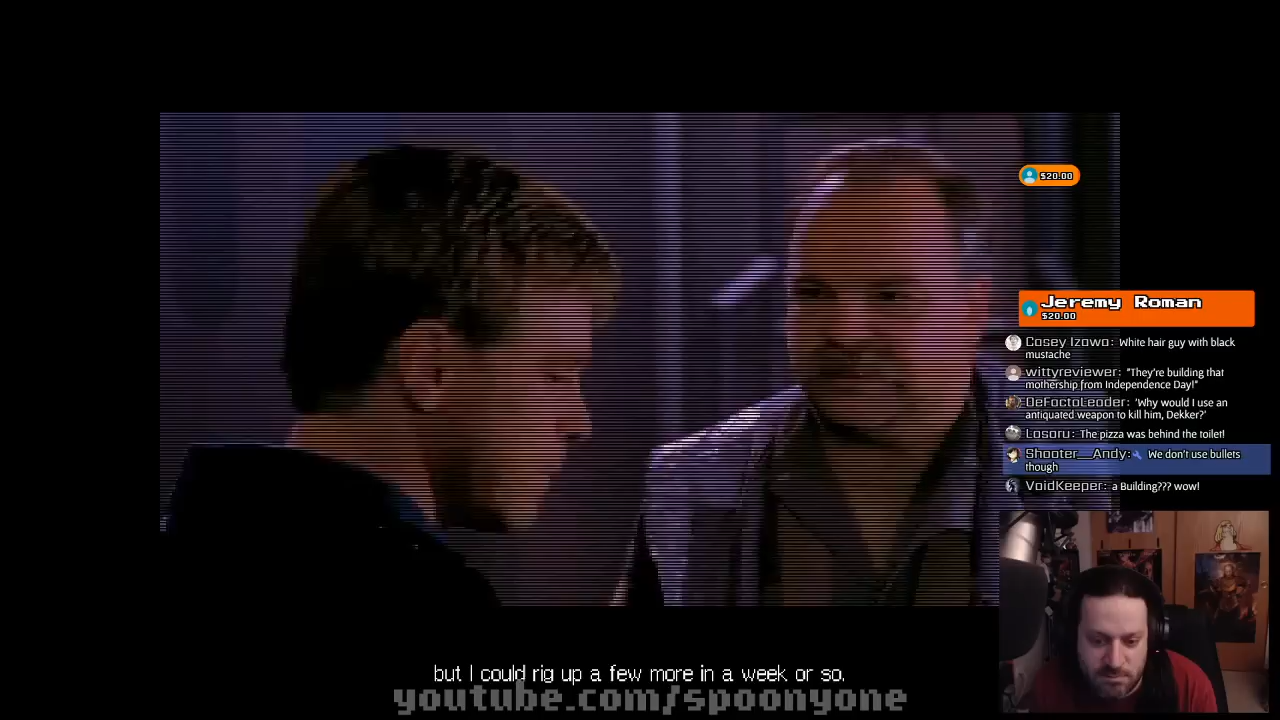 $20.00
Jeremy Roman
$20.00
Cosey Izowo: White hair guy with black
mustache
wittyreviewer: "They're building that
mothership from Independence Day!"
DeFactoLeader: 'Why would I use an
antiquated weapon to kill him, Dekker?'
Losoru: The pizza was behind the toilet!
Shooter__Andy: We don't use bullets
though
VoidKeeper: a Building??? wow!
but I could rig up a few more in a week or so.
youtube.com/spoonyone